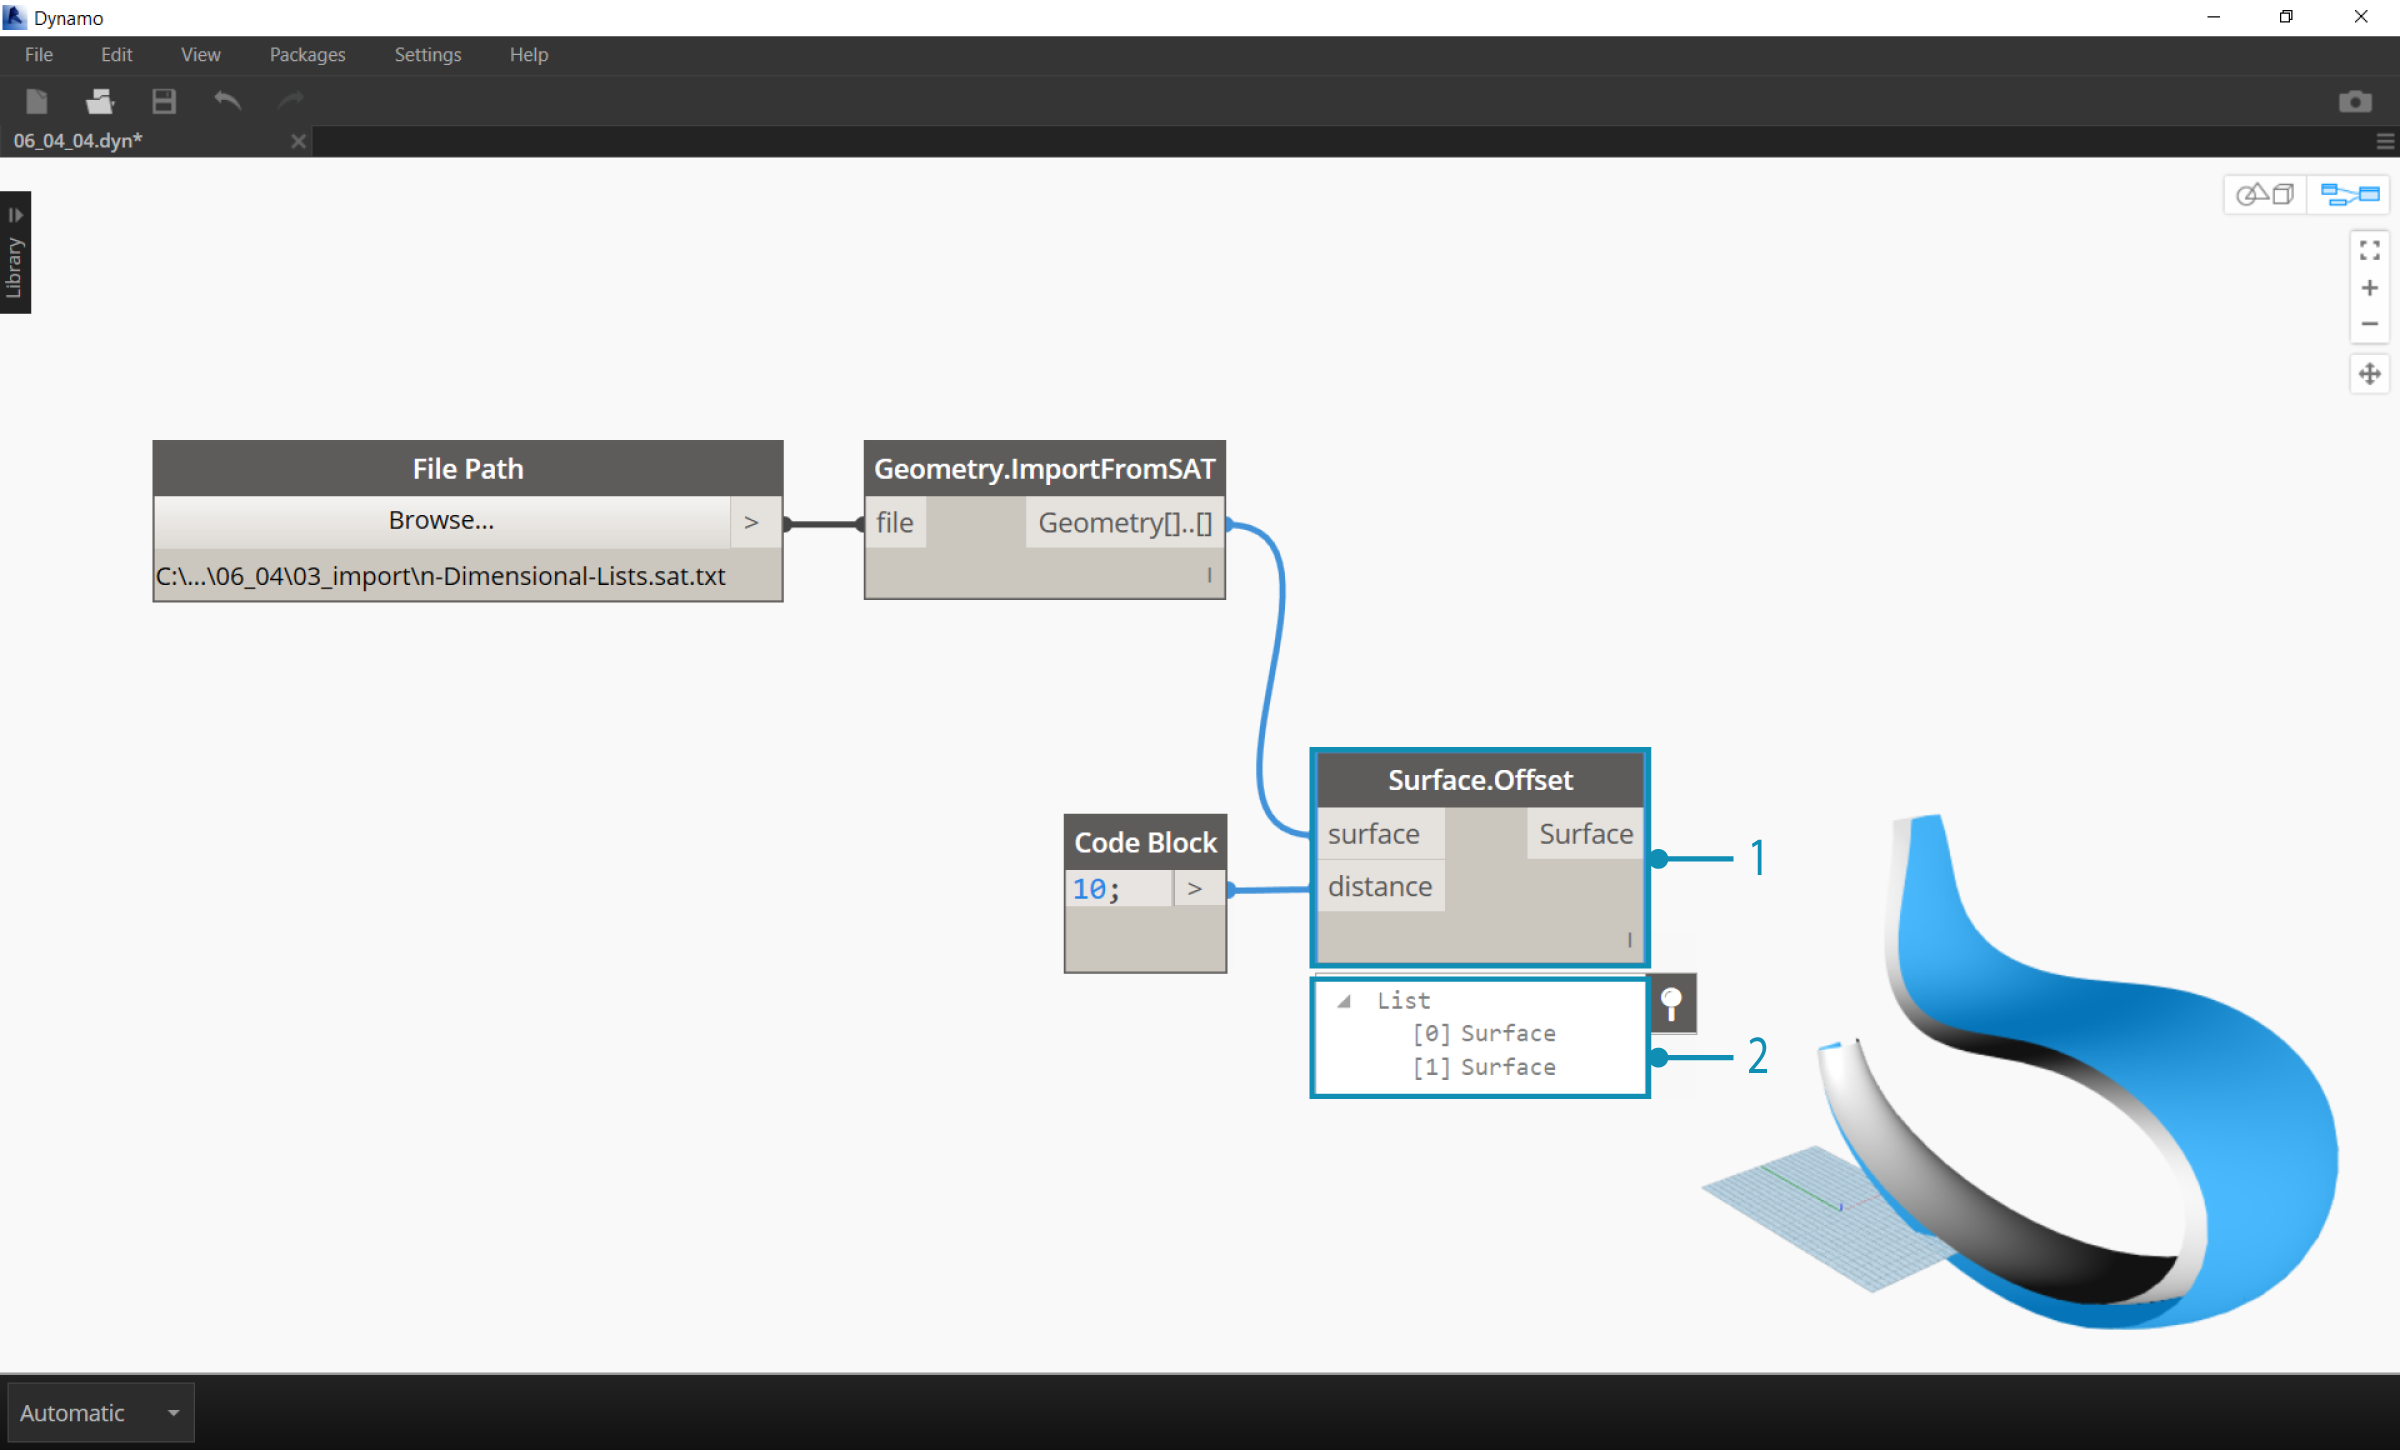 Dynamo
File Edit View Packages Settings Help
06_04_04.dyn*
Library
File Path
Browse... >
C:\...\06_04\03_import\n-Dimensional-Lists.sat.txt
Geometry.ImportFromSAT
file Geometry[]..[]
I
Surface.Offset
surface Surface
distance
I
1
Code Block
10; >
List
[0] Surface
[1] Surface
2
Automatic